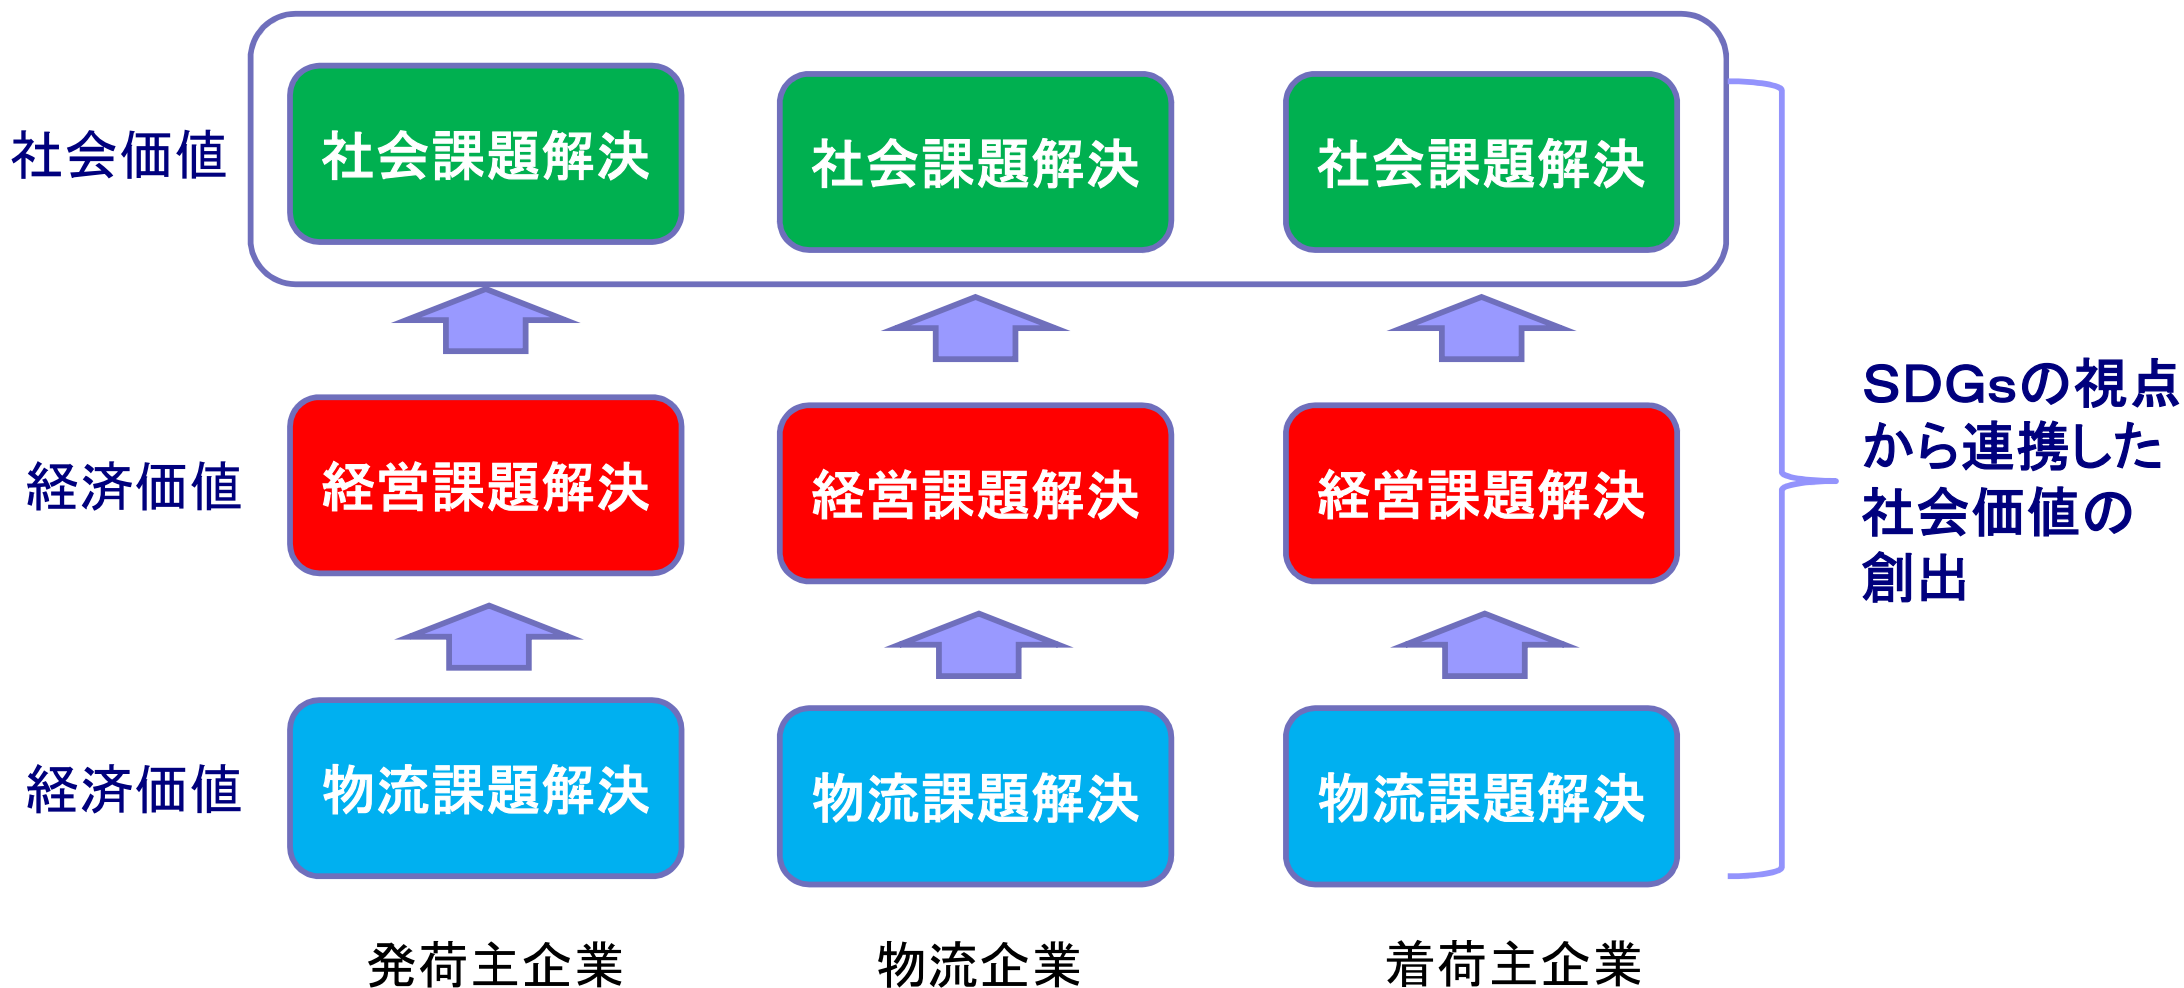 社会価値
社会課題解決
社会課題解決
社会課題解決
経済価値
経営課題解決
経営課題解決
経営課題解決
経済価値
物流課題解決
物流課題解決
物流課題解決
発荷主企業
物流企業
着荷主企業
SDGsの視点
から連携した
社会価値の
創出